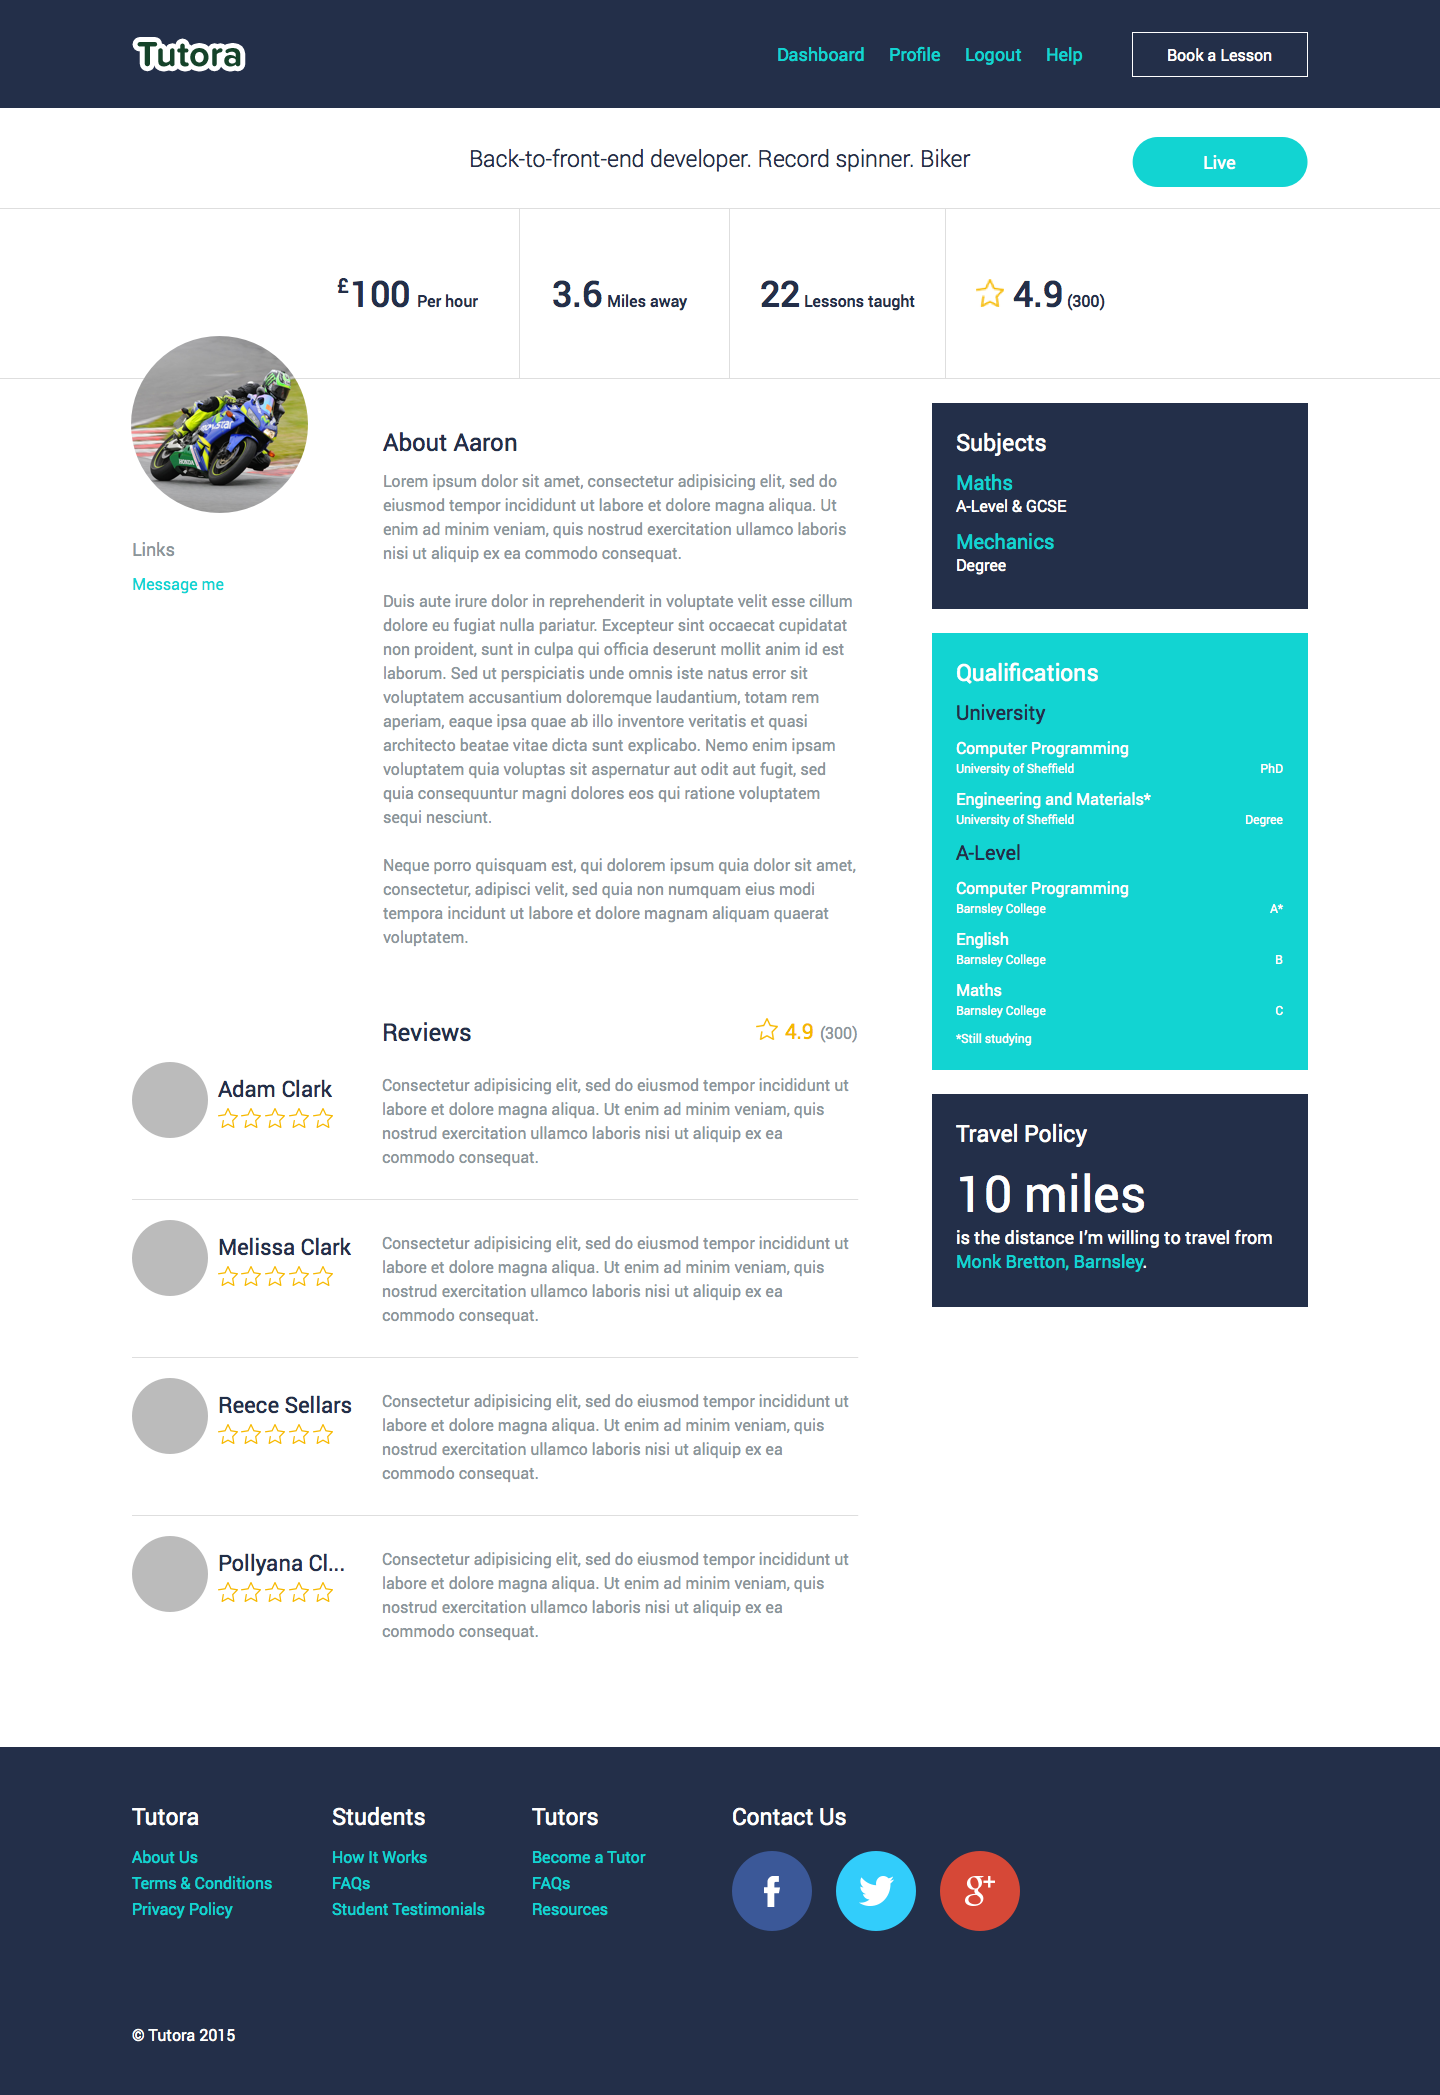 Tutora
Dashboard Profile Logout Help Book a Lesson
Back-to-front-end developer. Record spinner. Biker
Live
£100 Per hour
3.6 Miles away
22 Lessons taught
4.9 (300)
movistar
HONDA
Links
Message me
About Aaron
Lorem ipsum dolor sit amet, consectetur adipisicing elit, sed do
eiusmod tempor incididunt ut labore et dolore magna aliqua. Ut
enim ad minim veniam, quis nostrud exercitation ullamco laboris
nisi ut aliquip ex ea commodo consequat.
Duis aute irure dolor in reprehenderit in voluptate velit esse cillum
dolore eu fugiat nulla pariatur. Excepteur sint occaecat cupidatat
non proident, sunt in culpa qui officia deserunt mollit anim id est
laborum. Sed ut perspiciatis unde omnis iste natus error sit
voluptatem accusantium doloremque laudantium, totam rem
aperiam, eaque ipsa quae ab illo inventore veritatis et quasi
architecto beatae vitae dicta sunt explicabo. Nemo enim ipsam
voluptatem quia voluptas sit aspernatur aut odit aut fugit, sed
quia consequuntur magni dolores eos qui ratione voluptatem
sequi nesciunt.
Neque porro quisquam est, qui dolorem ipsum quia dolor sit amet,
consectetur, adipisci velit, sed quia non numquam eius modi
tempora incidunt ut labore et dolore magnam aliquam quaerat
voluptatem.
Reviews
4.9 (300)
Adam Clark
Consectetur adipisicing elit, sed do eiusmod tempor incididunt ut
labore et dolore magna aliqua. Ut enim ad minim veniam, quis
nostrud exercitation ullamco laboris nisi ut aliquip ex ea
commodo consequat.
Melissa Clark
Consectetur adipisicing elit, sed do eiusmod tempor incididunt ut
labore et dolore magna aliqua. Ut enim ad minim veniam, quis
nostrud exercitation ullamco laboris nisi ut aliquip ex ea
commodo consequat.
Reece Sellars
Consectetur adipisicing elit, sed do eiusmod tempor incididunt ut
labore et dolore magna aliqua. Ut enim ad minim veniam, quis
nostrud exercitation ullamco laboris nisi ut aliquip ex ea
commodo consequat.
Pollyana Cl...
Consectetur adipisicing elit, sed do eiusmod tempor incididunt ut
labore et dolore magna aliqua. Ut enim ad minim veniam, quis
nostrud exercitation ullamco laboris nisi ut aliquip ex ea
commodo consequat.
Subjects
Maths
A-Level & GCSE
Mechanics
Degree
Qualifications
University
Computer Programming
University of Sheffield PhD
Engineering and Materials*
University of Sheffield Degree
A-Level
Computer Programming
Barnsley College A*
English
Barnsley College B
Maths
Barnsley College C
*Still studying
Travel Policy
10 miles
is the distance I'm willing to travel from
Monk Bretton, Barnsley.
Tutora
About Us
Terms & Conditions
Privacy Policy
Students
How It Works
FAQs
Student Testimonials
Tutors
Become a Tutor
FAQs
Resources
Contact Us
f
g+
© Tutora 2015